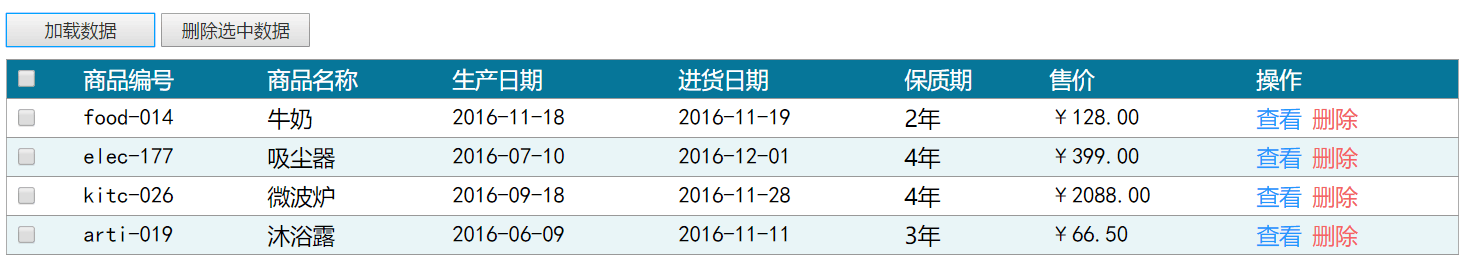 加载数据 删除选中数据
商品编号 商品名称 生产日期 进货日期 保质期 售价 操作
food-014 牛奶 2016-11-18 2016-11-19 2年 ￥128.00 查看 删除
elec-177 吸尘器 2016-07-10 2016-12-01 4年 ￥399.00 查看 删除
kitc-026 微波炉 2016-09-18 2016-11-28 4年 ￥2088.00 查看 删除
arti-019 沐浴露 2016-06-09 2016-11-11 3年 ￥66.50 查看 删除